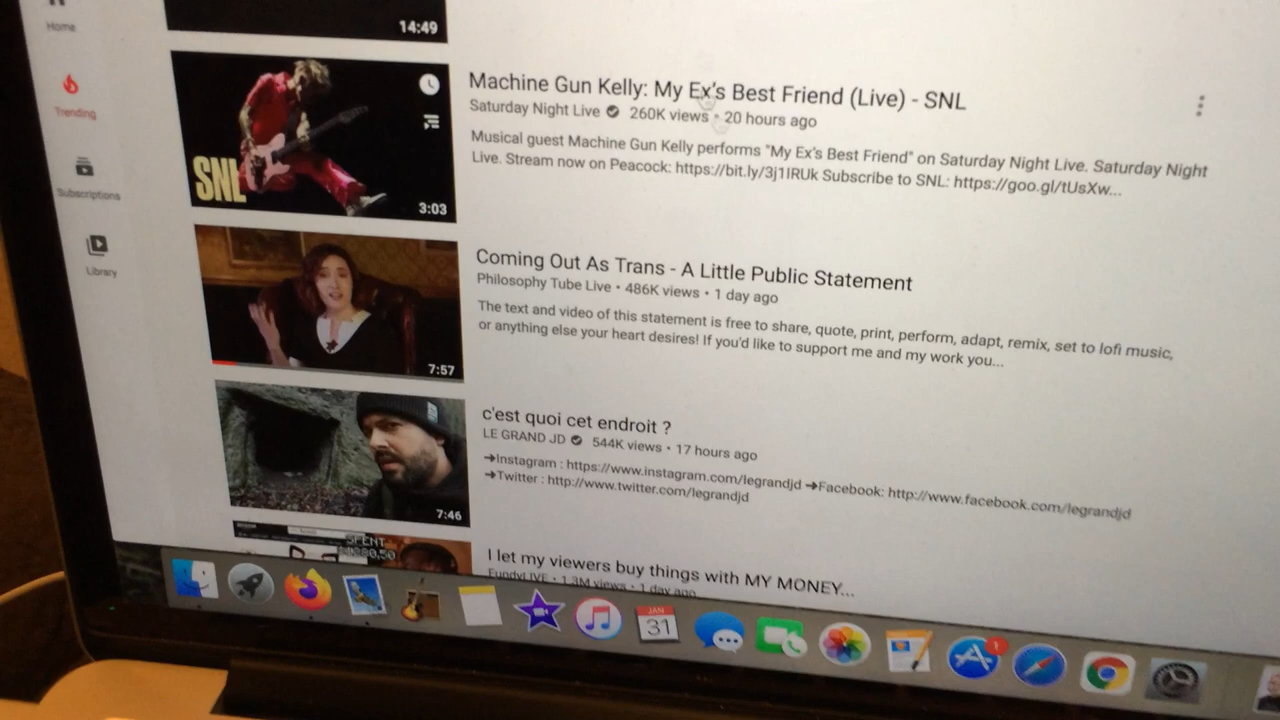 Home
14:49
Trending
Subscriptions
Library
SNL
3:03
Machine Gun Kelly: My Ex's Best Friend (Live) - SNL
Saturday Night Live 260K views • 20 hours ago
Musical guest Machine Gun Kelly performs "My Ex's Best Friend" on Saturday Night Live. Saturday Night
Live. Stream now on Peacock: https://bit.ly/3j1IRUk Subscribe to SNL: https://goo.gl/tUsXw...
7:57
Coming Out As Trans - A Little Public Statement
Philosophy Tube Live • 486K views • 1 day ago
The text and video of this statement is free to share, quote, print, perform, adapt, remix, set to lofi music,
or anything else your heart desires! If you'd like to support me and my work you...
7:46
c'est quoi cet endroit ?
LE GRAND JD 544K views • 17 hours ago
➔Instagram : https://www.instagram.com/legrandjd ➔Facebook: http://www.facebook.com/legrandjd
➔Twitter : http://www.twitter.com/legrandjd
SPENT
I let my viewers buy things with MY MONEY...
FundyLIVE • 1.3M views • 1 day ago
JAN
31
1